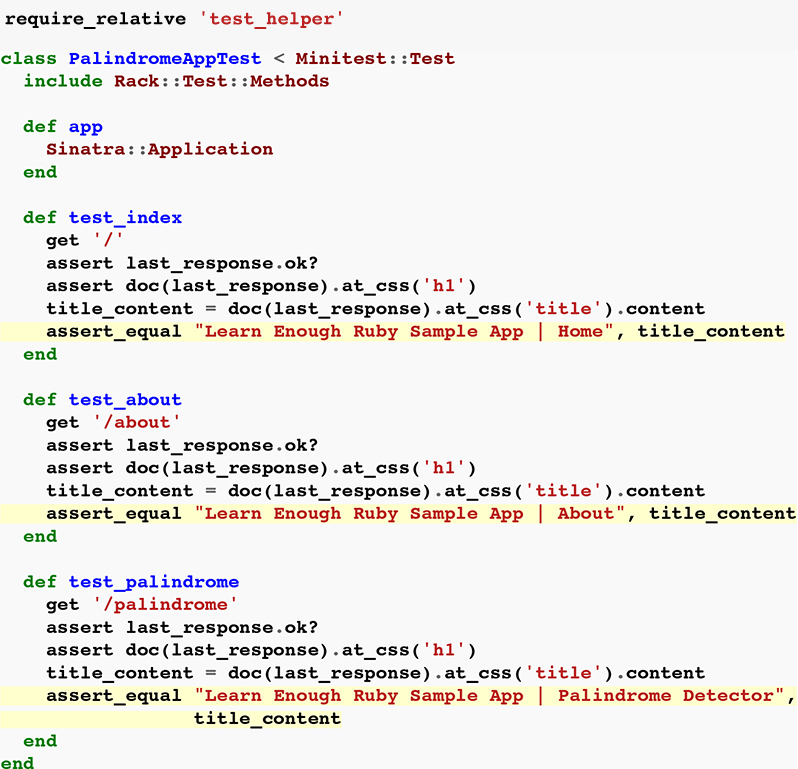 require_relative 'test_helper'
class PalindromeAppTest < Minitest::Test
  include Rack::Test::Methods

  def app
    Sinatra::Application
  end

  def test_index
    get '/'
    assert last_response.ok?
    assert doc(last_response).at_css('h1')
    title_content = doc(last_response).at_css('title').content
    assert_equal "Learn Enough Ruby Sample App | Home", title_content
  end

  def test_about
    get '/about'
    assert last_response.ok?
    assert doc(last_response).at_css('h1')
    title_content = doc(last_response).at_css('title').content
    assert_equal "Learn Enough Ruby Sample App | About", title_content
  end

  def test_palindrome
    get '/palindrome'
    assert last_response.ok?
    assert doc(last_response).at_css('h1')
    title_content = doc(last_response).at_css('title').content
    assert_equal "Learn Enough Ruby Sample App | Palindrome Detector",
                 title_content
  end
end